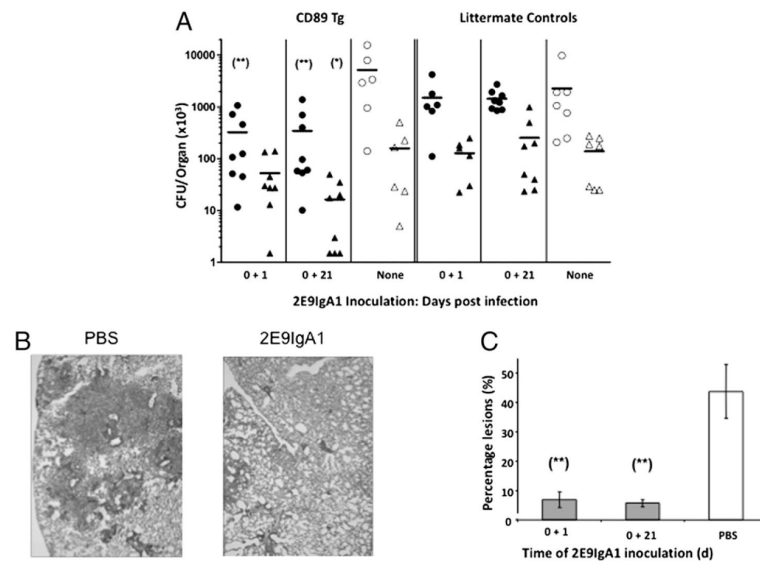 A
CD89 Tg
Littermate Controls
CFU/Organ (x10³)
10000
1000
100
10
1
(**)
(**)
(*)
0 + 1
0 + 21
None
0 + 1
0 + 21
None
2E9IgA1 Inoculation: Days post infection
B
PBS
2E9IgA1
C
Percentage lesions (%)
50
40
30
20
10
0
(**)
(**)
0 + 1
0 + 21
PBS
Time of 2E9IgA1 inoculation (d)